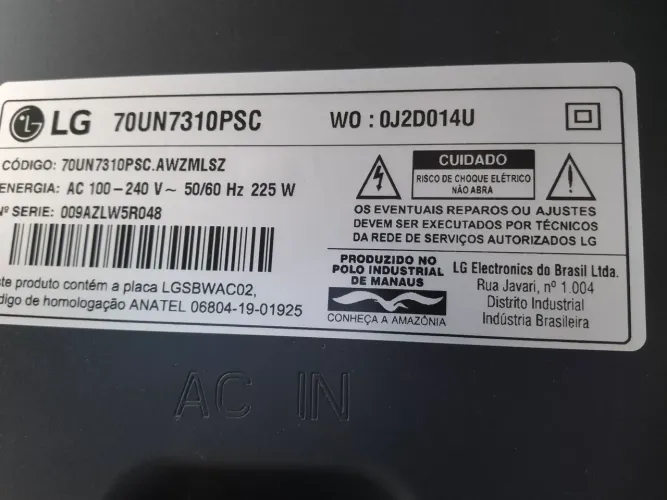 LG 70UN7310PSC WO : 0J2D014U
CÓDIGO: 70UN7310PSC.AWZMLSZ
ENERGIA: AC 100-240 V~ 50/60 Hz 225 W
Nº SERIE: 009AZLW5R048
ste produto contém a placa LGSBWAC02,
ódigo de homologação ANATEL 06804-19-01925
CUIDADO
RISCO DE CHOQUE ELÉTRICO
NÃO ABRA
OS EVENTUAIS REPAROS OU AJUSTES
DEVEM SER EXECUTADOS POR TÉCNICOS
DA REDE DE SERVIÇOS AUTORIZADOS LG
PRODUZIDO NO
POLO INDUSTRIAL
DE MANAUS
CONHEÇA A AMAZÔNIA
LG Electronics do Brasil Ltda.
Rua Javari, nº 1.004
Distrito Industrial
Indústria Brasileira
AC IN